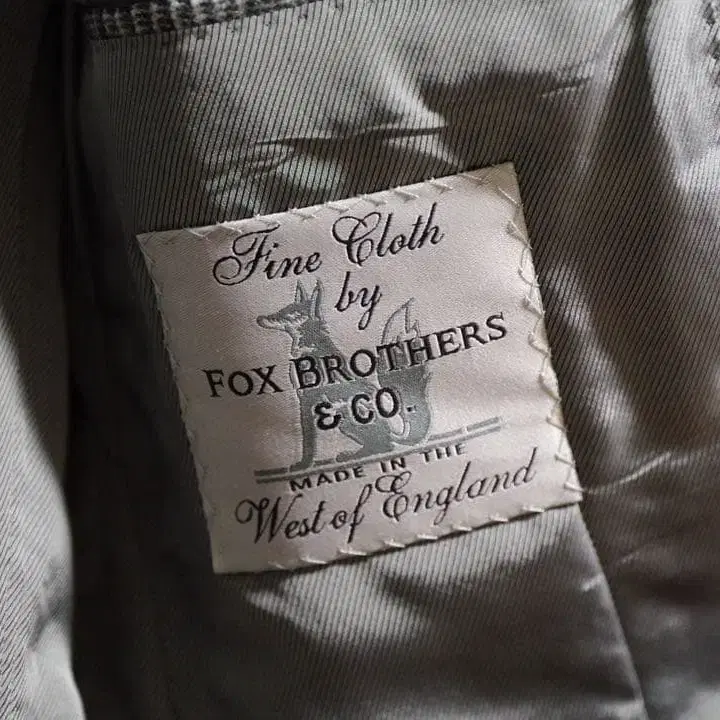 Fine Cloth
by
FOX BROTHERS
& CO.
MADE IN THE
West of England